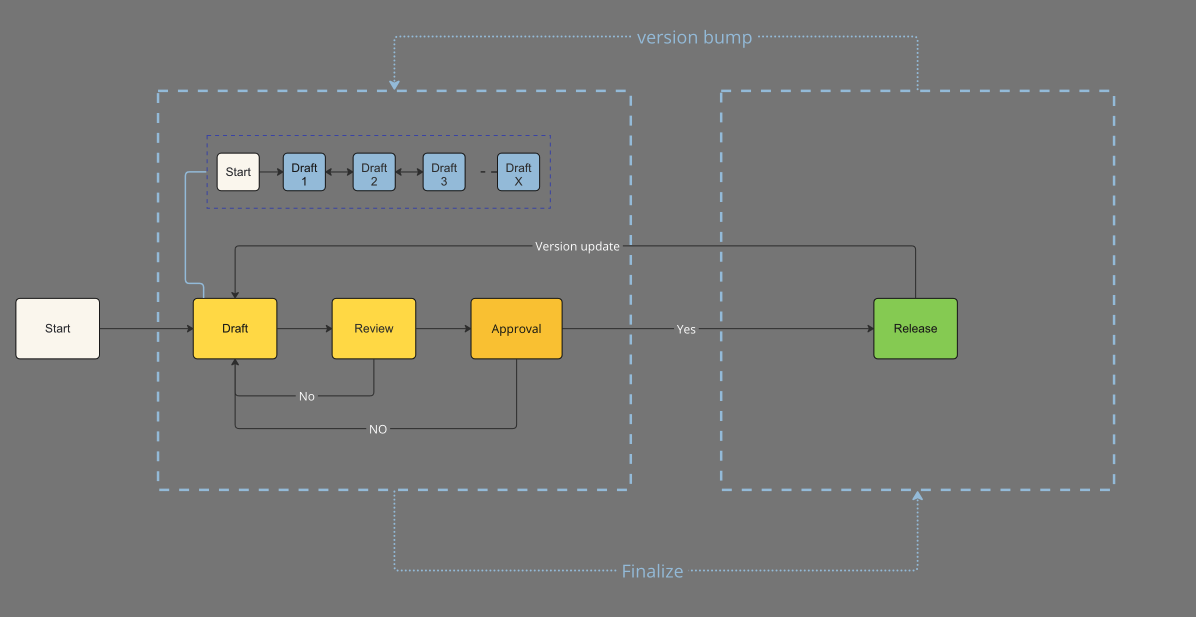 version bump
Start
Draft
1
Draft
2
Draft
3
Draft
X
Version update
Start
Draft
Review
Approval
Yes
Release
No
NO
Finalize